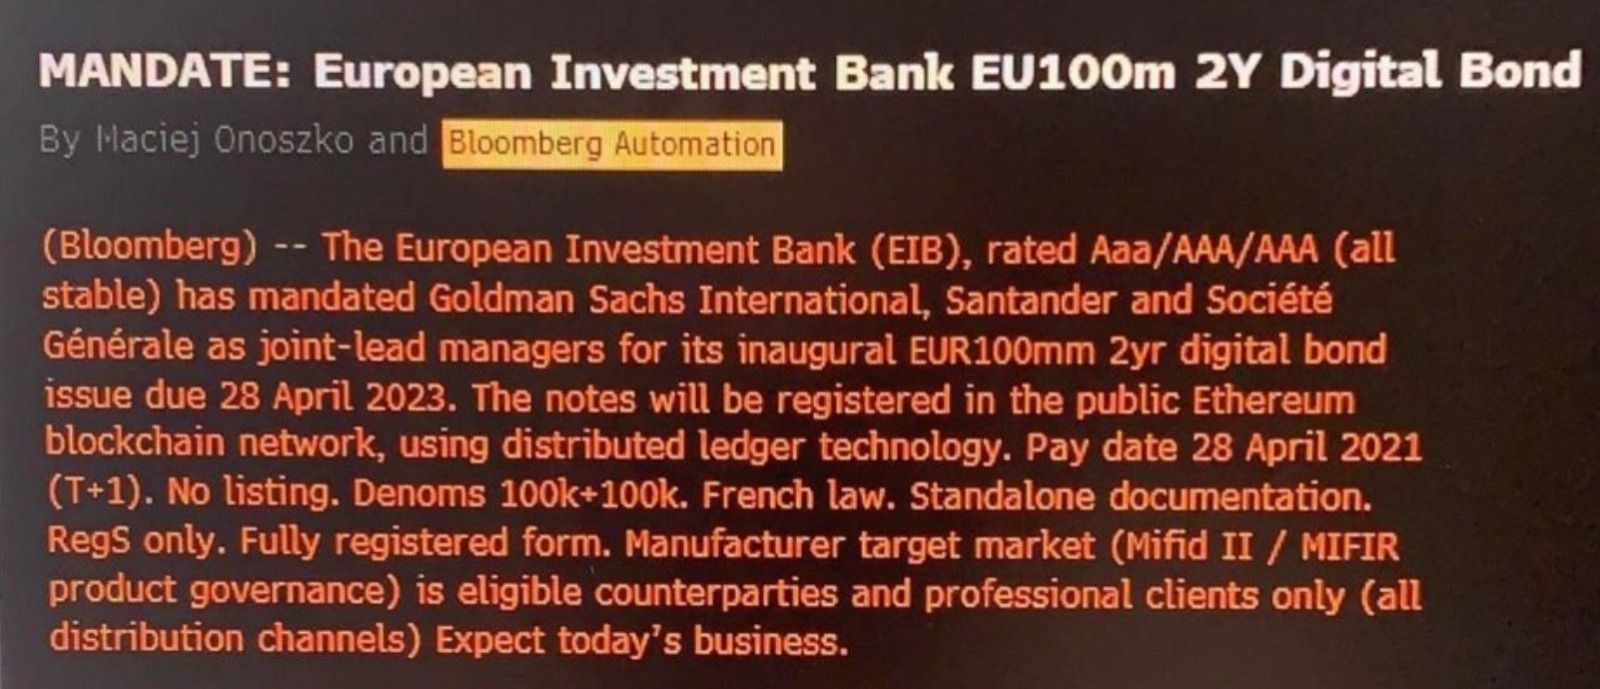 MANDATE: European Investment Bank EU100m 2Y Digital Bond
By Maciej Onoszko and Bloomberg Automation
(Bloomberg) -- The European Investment Bank (EIB), rated Aaa/AAA/AAA (all
stable) has mandated Goldman Sachs International, Santander and Société
Générale as joint-lead managers for its inaugural EUR100mm 2yr digital bond
issue due 28 April 2023. The notes will be registered in the public Ethereum
blockchain network, using distributed ledger technology. Pay date 28 April 2021
(T+1). No listing. Denoms 100k+100k. French law. Standalone documentation.
RegS only. Fully registered form. Manufacturer target market (Mifid II / MIFIR
product governance) is eligible counterparties and professional clients only (all
distribution channels) Expect today's business.